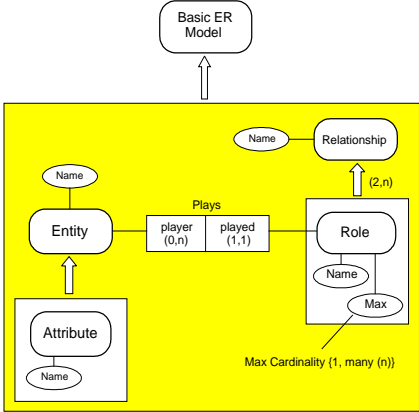 Basic ER
Model
Name
Relationship
Name
(2,n)
Plays
Entity
player
(0,n)
played
(1,1)
Role
Name
Max
Attribute
Name
Max Cardinality {1, many (n)}